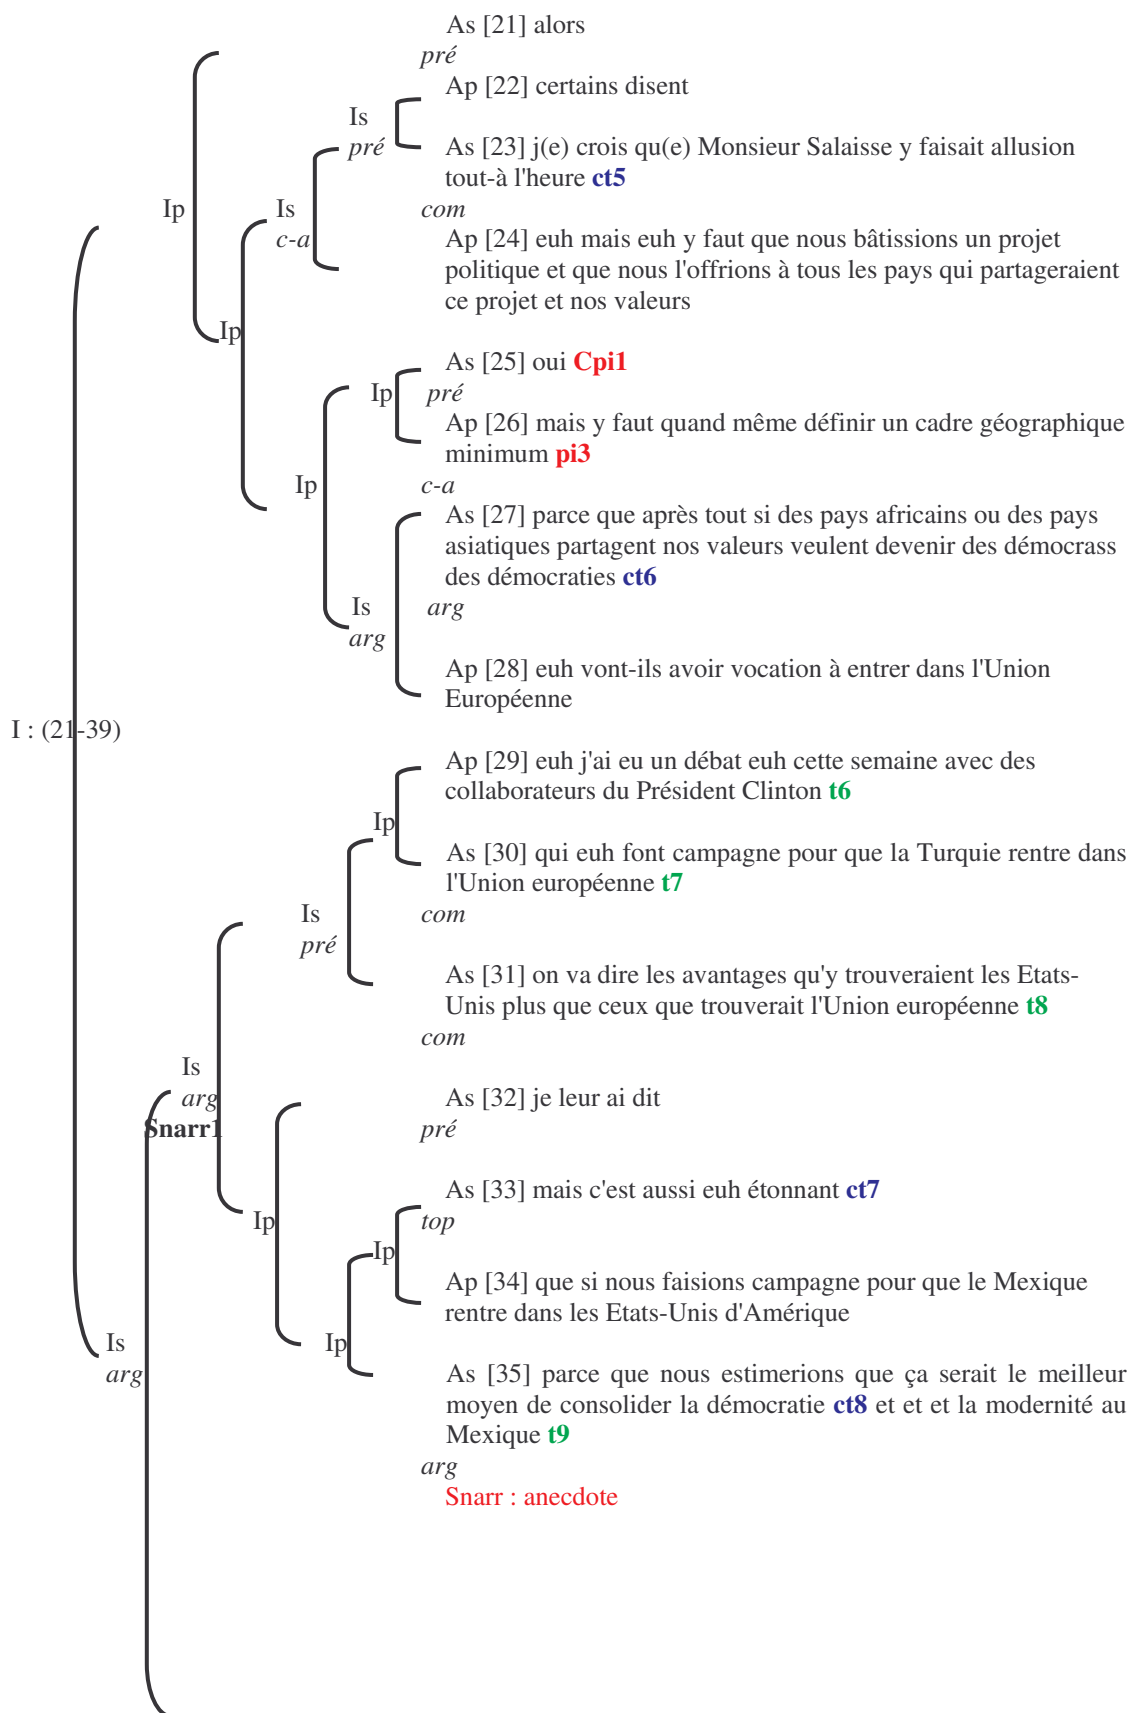 As [21] alors
pré
Ap [22] certains disent
Is
pré
As [23] j(e) crois qu(e) Monsieur Salaisse y faisait allusion
tout-à l'heure ct5
com
Ip
Is
c-a
Ap [24] euh mais euh y faut que nous bâtissions un projet
politique et que nous l'offrions à tous les pays qui partageraient
ce projet et nos valeurs
Ip
As [25] oui Cpi1
Ip
pré
Ap [26] mais y faut quand même définir un cadre géographique
minimum pi3
Ip
c-a
As [27] parce que après tout si des pays africains ou des pays
asiatiques partagent nos valeurs veulent devenir des démocrass
des démocraties ct6
Is
arg
arg
Ap [28] euh vont-ils avoir vocation à entrer dans l'Union
Européenne
I : (21-39)
Ap [29] euh j'ai eu un débat euh cette semaine avec des
collaborateurs du Président Clinton t6
Ip
As [30] qui euh font campagne pour que la Turquie rentre dans
l'Union européenne t7
com
Is
pré
As [31] on va dire les avantages qu'y trouveraient les Etats-
Unis plus que ceux que trouverait l'Union européenne t8
com
Is
arg
Snarr1
As [32] je leur ai dit
pré
As [33] mais c'est aussi euh étonnant ct7
top
Ip
Ip
Ap [34] que si nous faisions campagne pour que le Mexique
rentre dans les Etats-Unis d'Amérique
Ip
Is
arg
As [35] parce que nous estimerions que ça serait le meilleur
moyen de consolider la démocratie ct8 et et et la modernité au
Mexique t9
arg
Snarr : anecdote